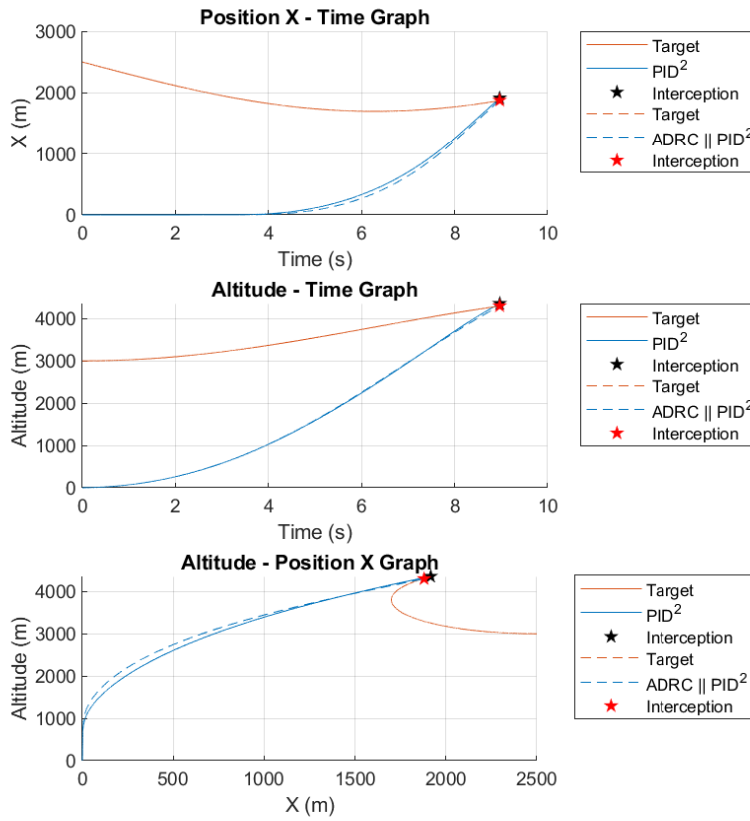 Position X - Time Graph
3000
2000
1000
0
X (m)
0 2 4 6 8 10
Time (s)
Target
PID²
Interception
Target
ADRC || PID²
Interception
Altitude - Time Graph
4000
3000
2000
1000
0
Altitude (m)
0 2 4 6 8 10
Time (s)
Target
PID²
Interception
Target
ADRC || PID²
Interception
Altitude - Position X Graph
4000
3000
2000
1000
0
Altitude (m)
0 500 1000 1500 2000 2500
X (m)
Target
PID²
Interception
Target
ADRC || PID²
Interception